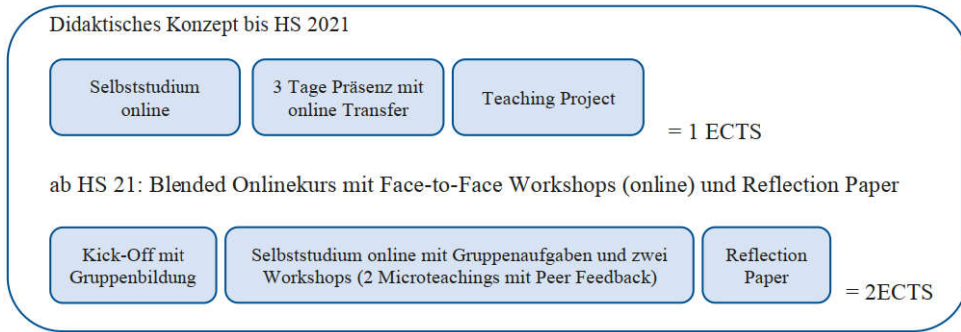 Didaktisches Konzept bis HS 2021
Selbststudium
online
3 Tage Präsenz mit
online Transfer
Teaching Project
= 1 ECTS
ab HS 21: Blended Onlinekurs mit Face-to-Face Workshops (online) und Reflection Paper
Kick-Off mit
Gruppenbildung
Selbststudium online mit Gruppenaufgaben und zwei
Workshops (2 Microteachings mit Peer Feedback)
Reflection
Paper
= 2ECTS